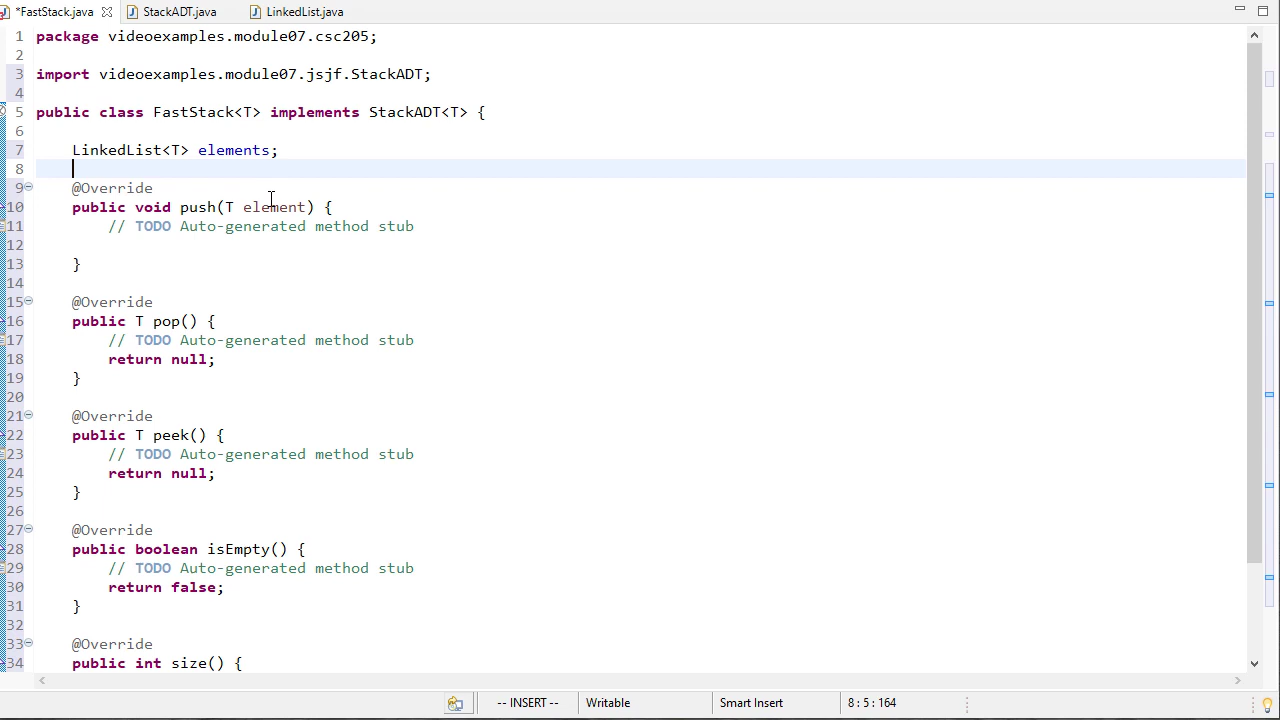 *FastStack.java StackADT.java LinkedList.java
1 package videoexamples.module07.csc205;
2
3 import videoexamples.module07.jsjf.StackADT;
4
5 public class FastStack<T> implements StackADT<T> {
6
7 LinkedList<T> elements;
8
9 @Override
10 public void push(T element) {
11 // TODO Auto-generated method stub
12
13 }
14
15 @Override
16 public T pop() {
17 // TODO Auto-generated method stub
18 return null;
19 }
20
21 @Override
22 public T peek() {
23 // TODO Auto-generated method stub
24 return null;
25 }
26
27 @Override
28 public boolean isEmpty() {
29 // TODO Auto-generated method stub
30 return false;
31 }
32
33 @Override
34 public int size() {
-- INSERT -- Writable Smart Insert 8 : 5 : 164